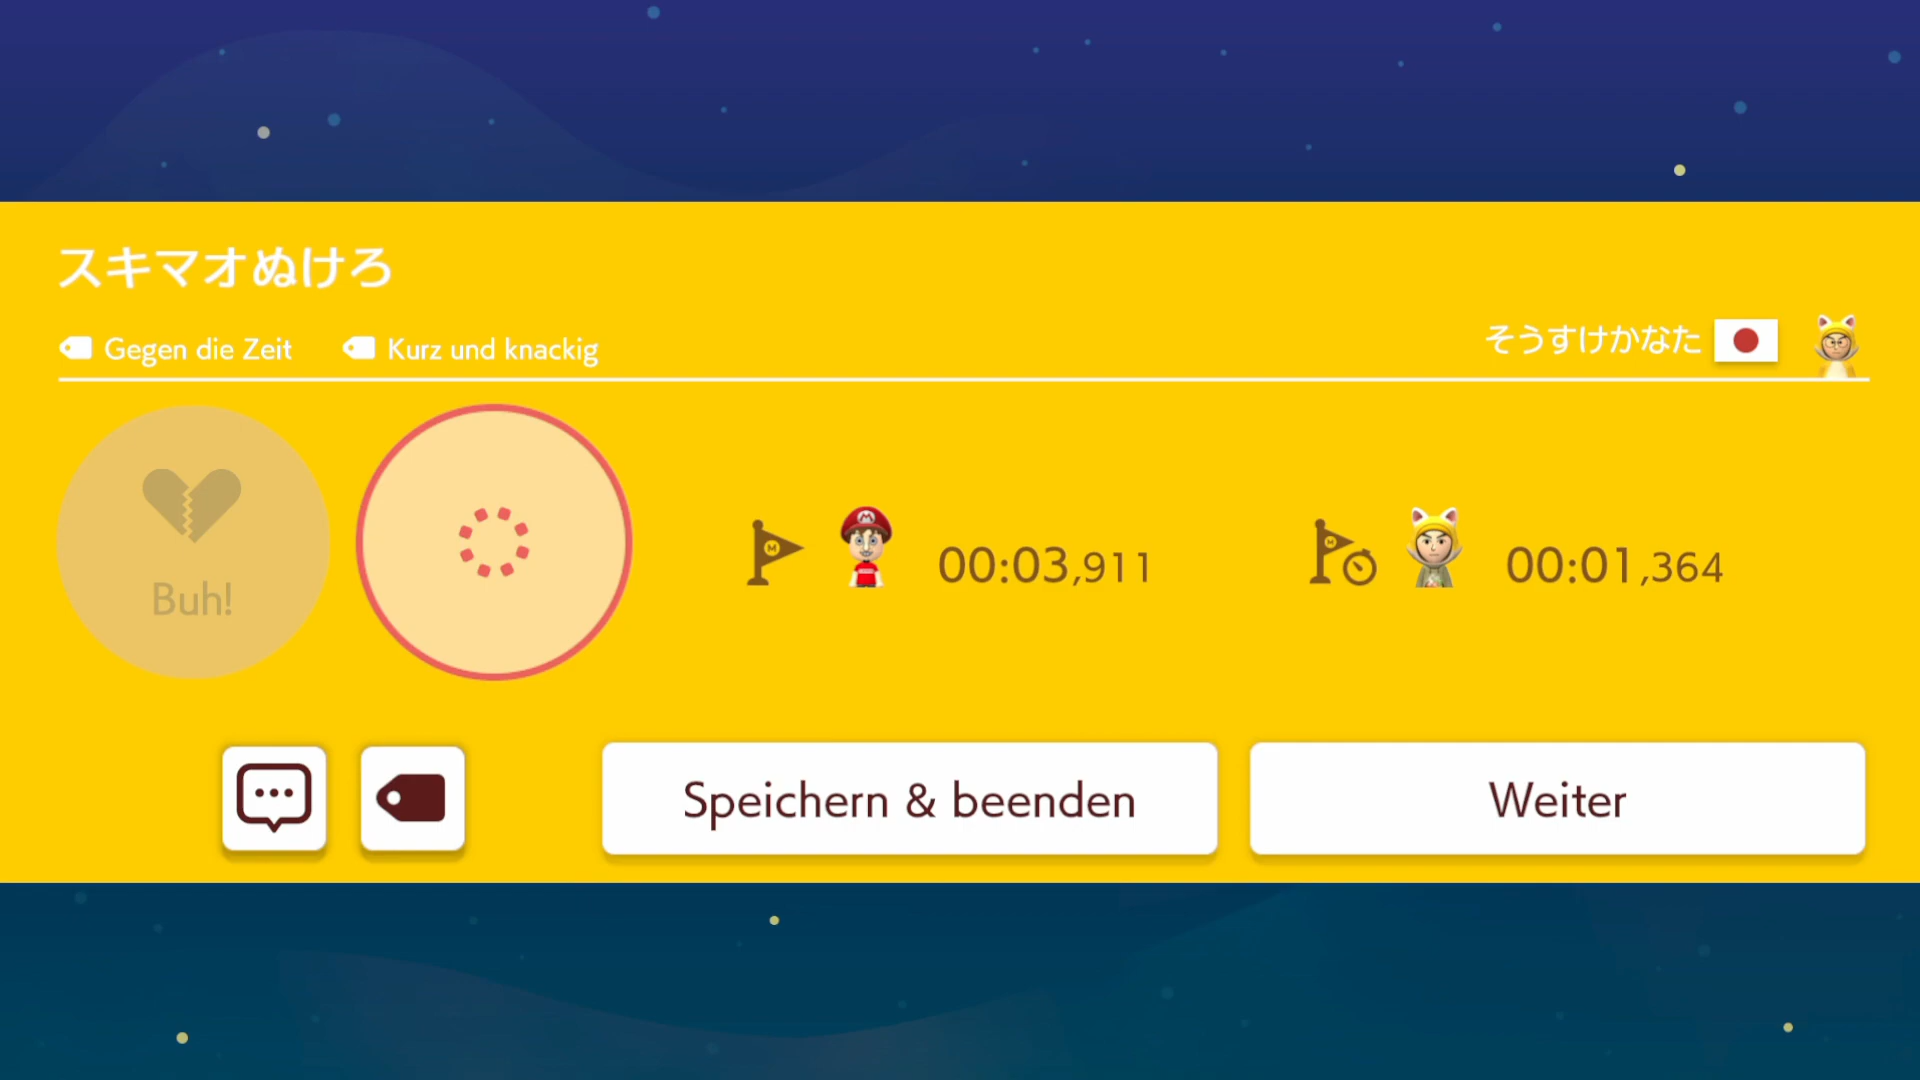 スキマオぬけろ
Gegen die Zeit Kurz und knackig
そうすけかなた
Buh!
00:03,911
00:01,364
Speichern & beenden
Weiter